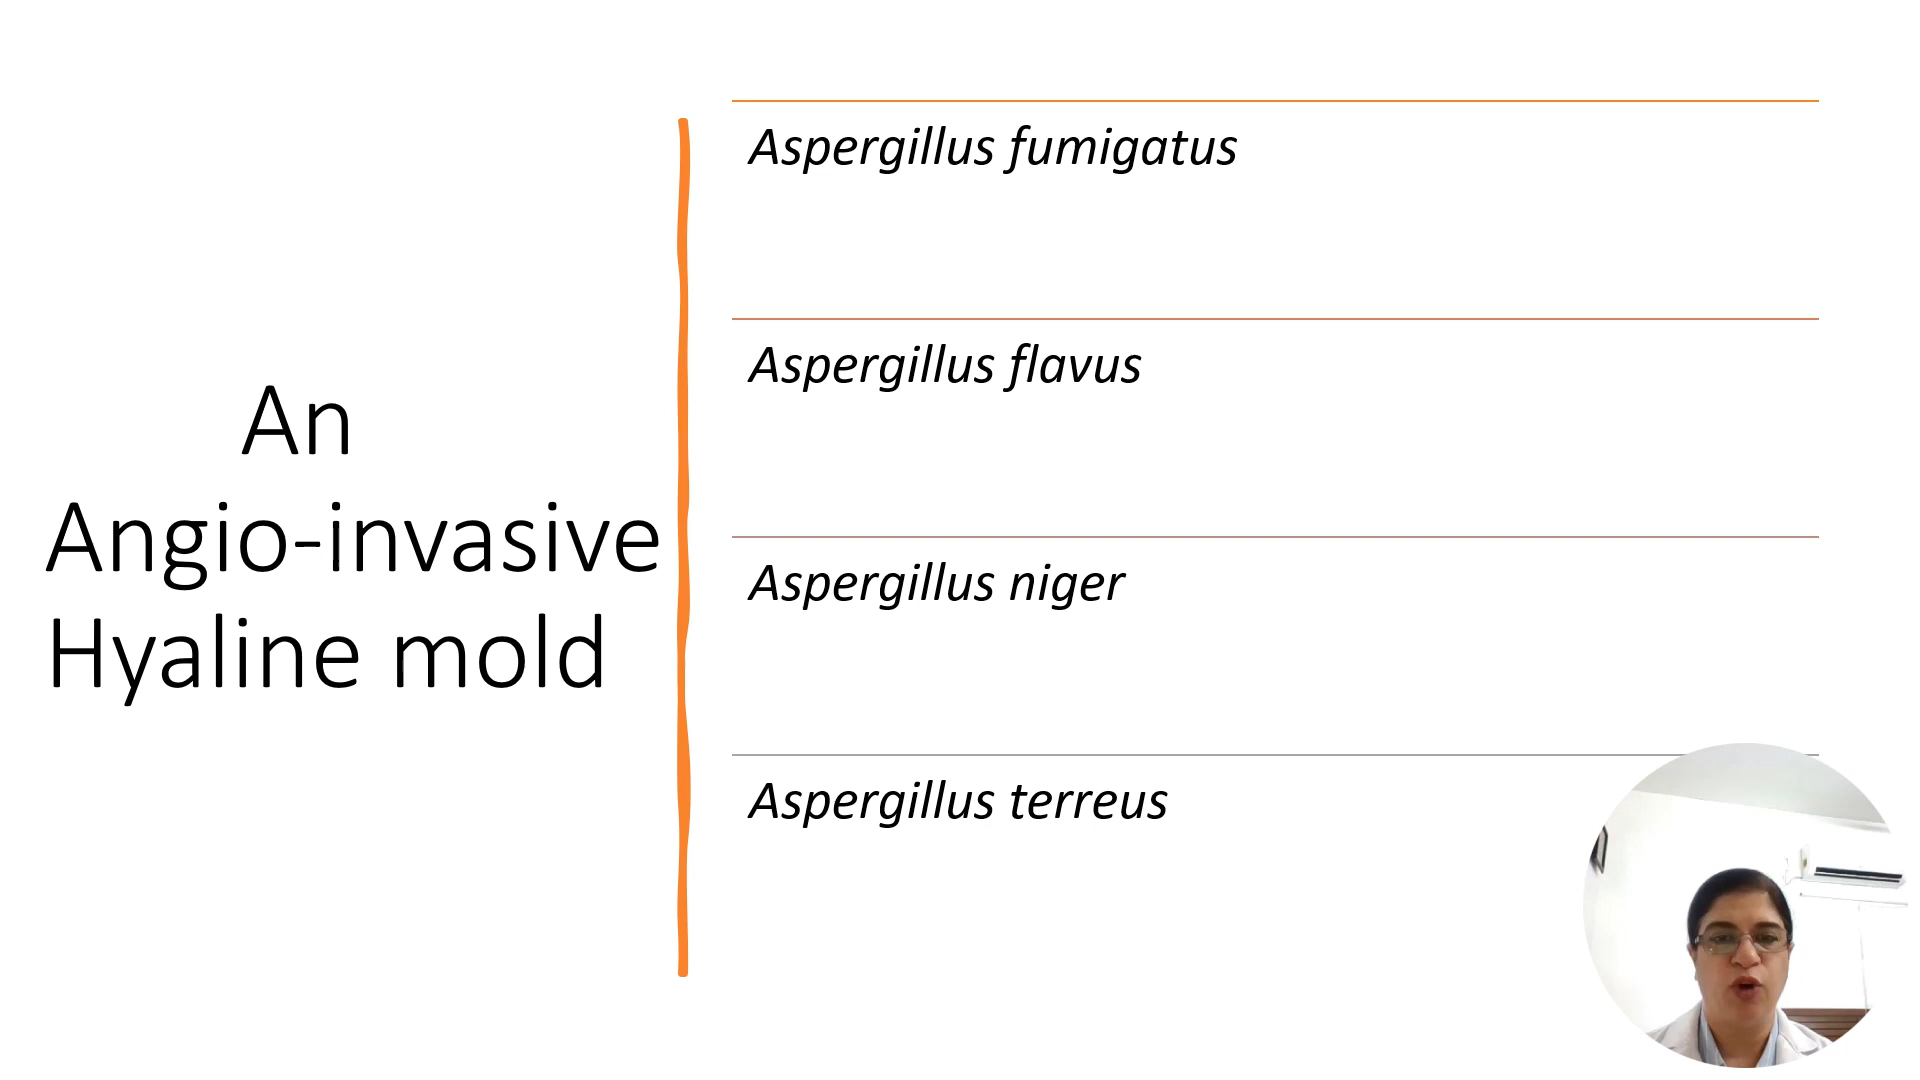 An
Angio-invasive
Hyaline mold
Aspergillus fumigatus
Aspergillus flavus
Aspergillus niger
Aspergillus terreus